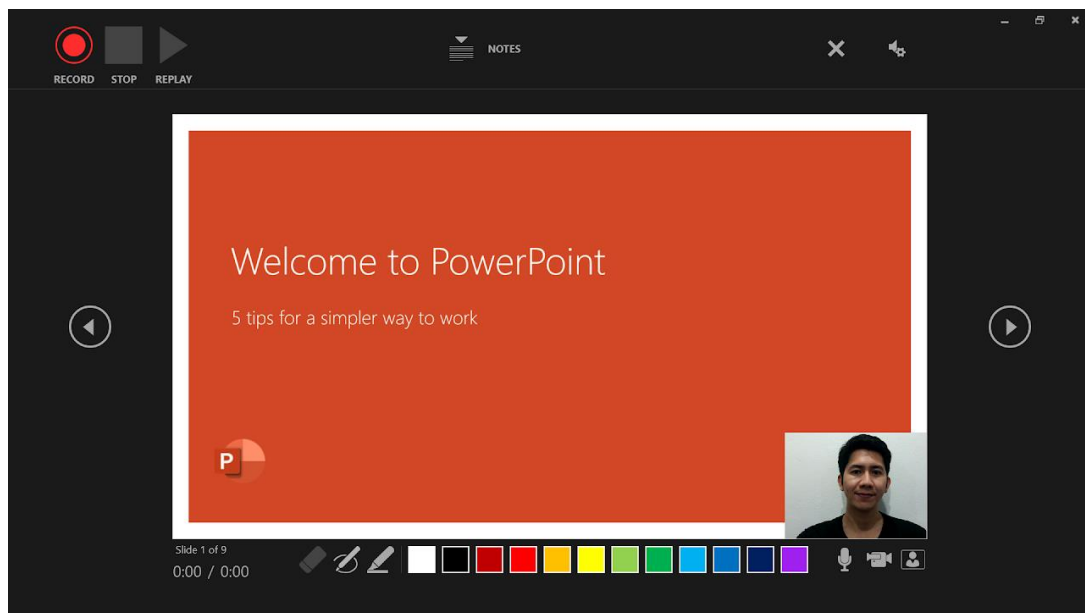 RECORD STOP REPLAY
NOTES
Welcome to PowerPoint
5 tips for a simpler way to work
P
Slide 1 of 9
0:00 / 0:00